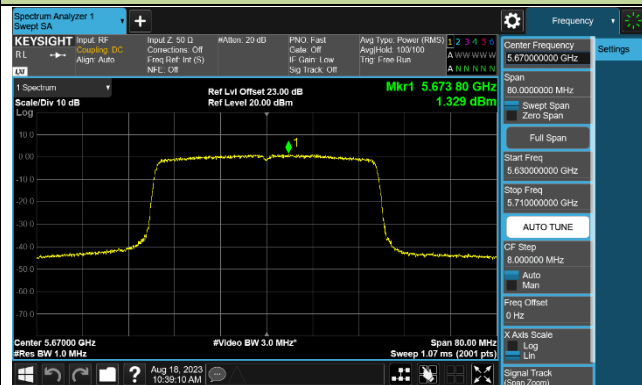 Spectrum Analyzer 1
Swept SA
Frequency
KEYSIGHT
Input: RF
Input Z: 50 Ω
#Atten: 20 dB
PNO: Fast
Avg Type: Power (RMS)
1 2 3 4 5 6
RL
Coupling: DC
Corrections: Off
Gate: Off
Avg|Hold: 100/100
A W W W W W
Align: Auto
Freq Ref: Int (S)
IF Gain: Low
Trig: Free Run
LXI
NFE: Off
Sig Track: Off
A N N N N N
Center Frequency
Settings
5.670000000 GHz
1 Spectrum
Ref Lvl Offset 23.00 dB
Mkr1 5.673 80 GHz
Scale/Div 10 dB
Ref Level 20.00 dBm
1.329 dBm
Log
Span
80.0000000 MHz
Swept Span
Zero Span
Full Span
Start Freq
5.630000000 GHz
Stop Freq
5.710000000 GHz
AUTO TUNE
CF Step
8.000000 MHz
Auto
Man
Freq Offset
0 Hz
X Axis Scale
Log
Lin
Signal Track
(Span Zoom)
10.0
0.00
1
-10.0
-20.0
-30.0
-40.0
-50.0
-60.0
-70.0
Center 5.67000 GHz
#Video BW 3.0 MHz*
Span 80.00 MHz
#Res BW 1.0 MHz
Sweep 1.07 ms (2001 pts)
?
Aug 18, 2023
10:39:10 AM